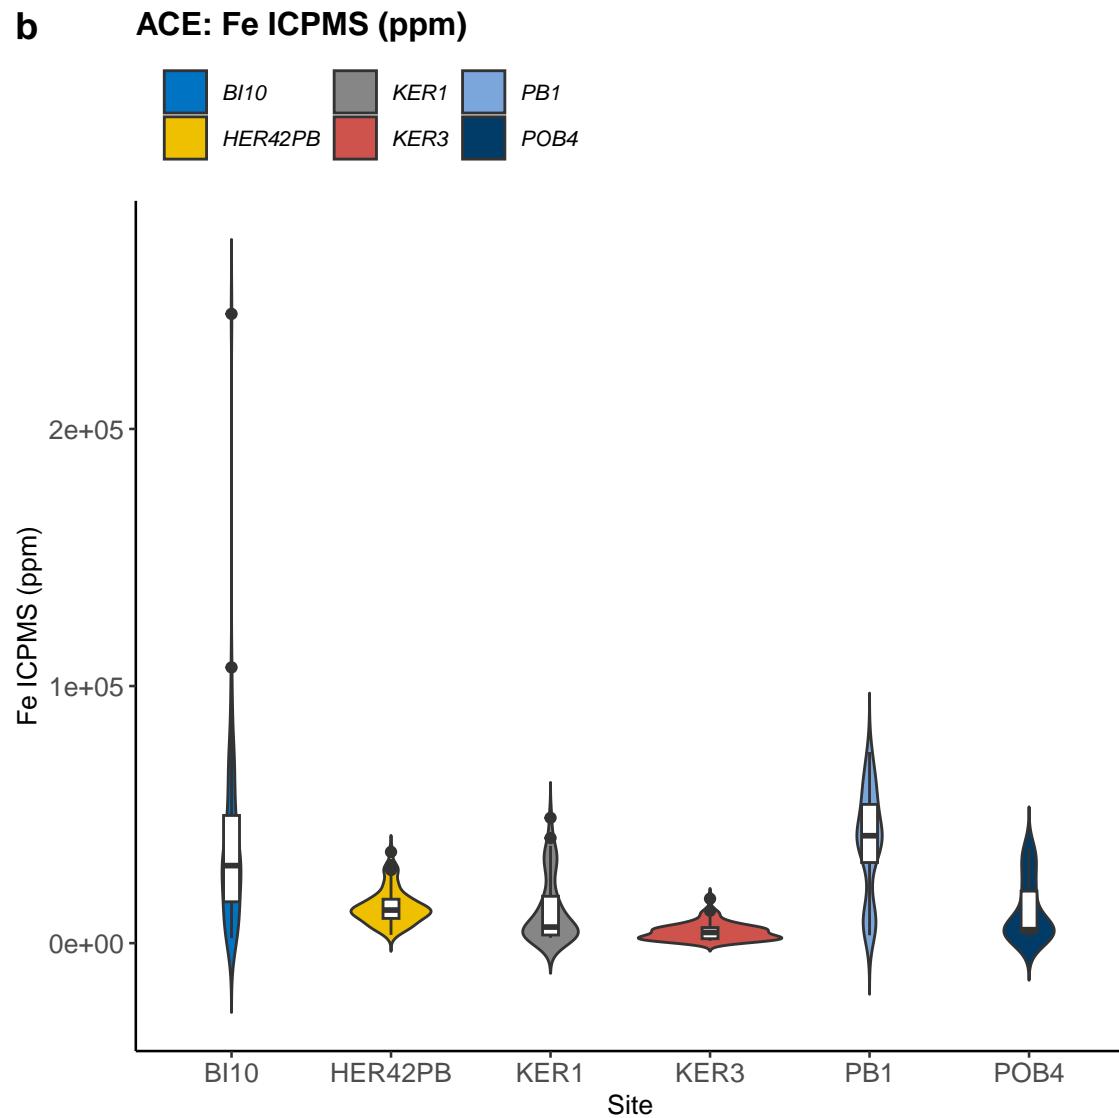 b ACE: Fe ICPMS (ppm)
BI10 KER1 PB1
HER42PB KER3 POB4
2e+05
1e+05
0e+00
Fe ICPMS (ppm)
BI10 HER42PB KER1 KER3 PB1 POB4
Site